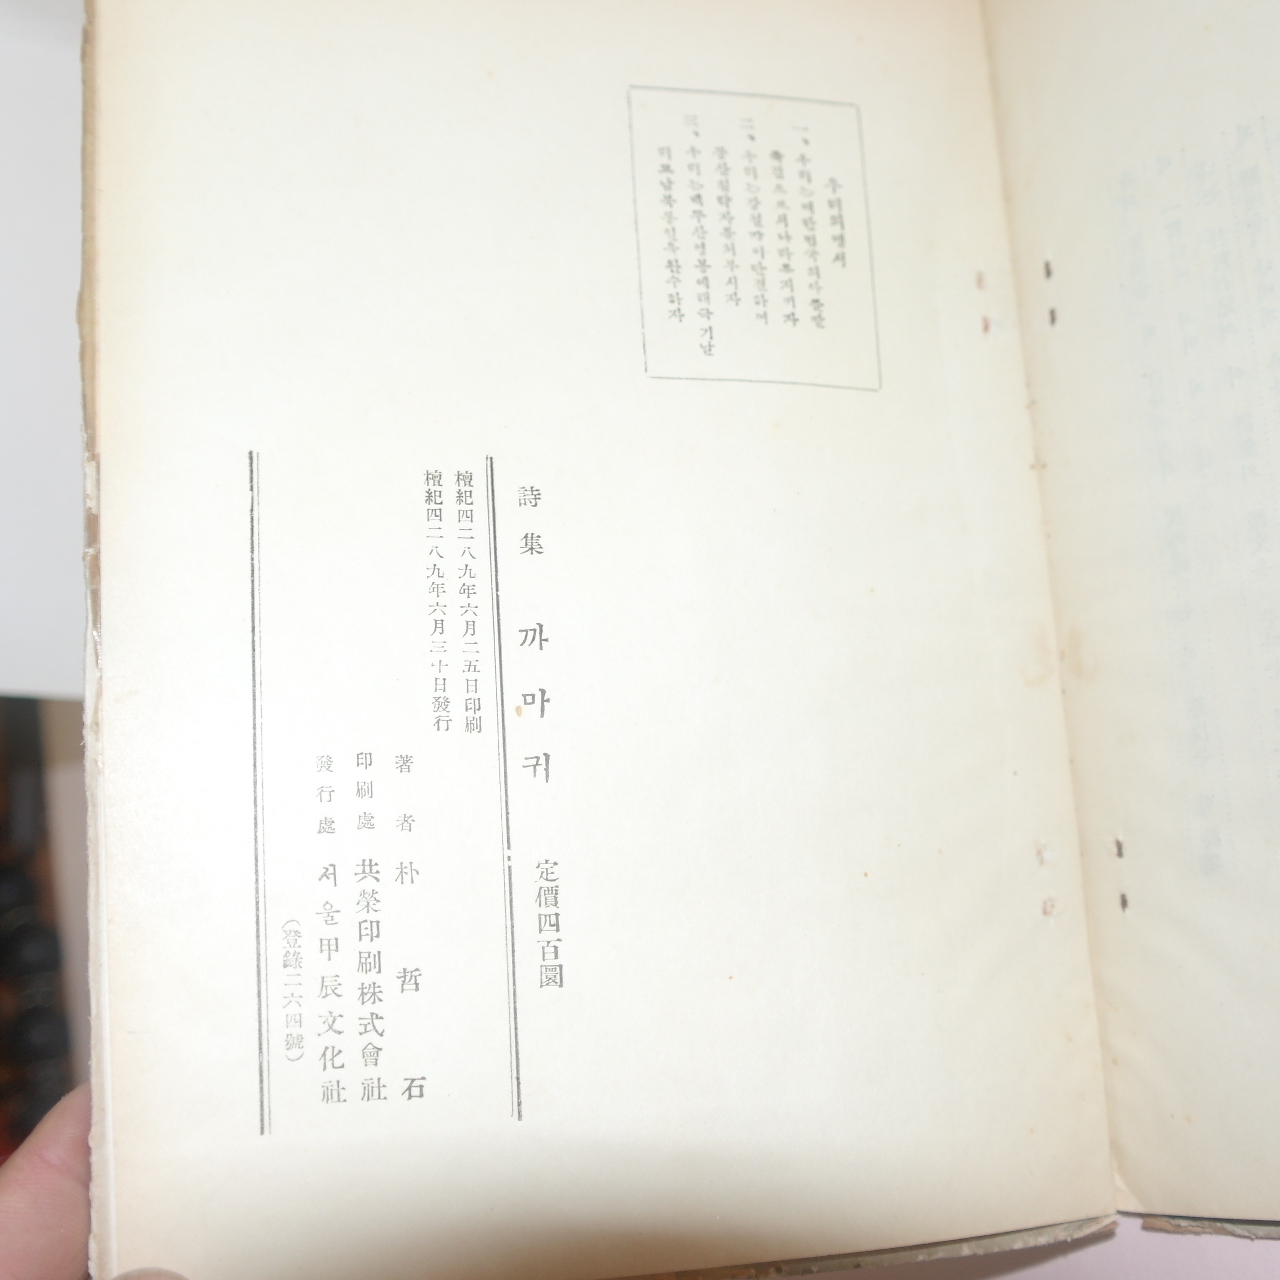 우리의맹세
一、우리는대한민국의아들딸
죽검으로써나라를지키자
二、우리는강철같이단결하여
공산침략자를쳐부시자
三、우리는백두산영봉에태극기날
리고남북통일을완수하자
詩集 까마귀 定價四百圜
檀紀四二八九年六月二五日印刷
檀紀四二八九年六月三十日發行
著者 朴哲石
印刷處 共榮印刷株式會社
發行處 서울甲辰文化社
(登錄二六四號)